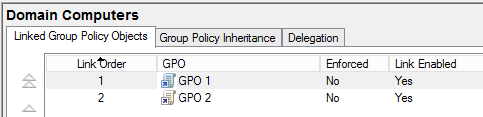 Domain Computers
Linked Group Policy Objects Group Policy Inheritance Delegation
Link Order GPO Enforced Link Enabled
1 GPO 1 No Yes
2 GPO 2 No Yes